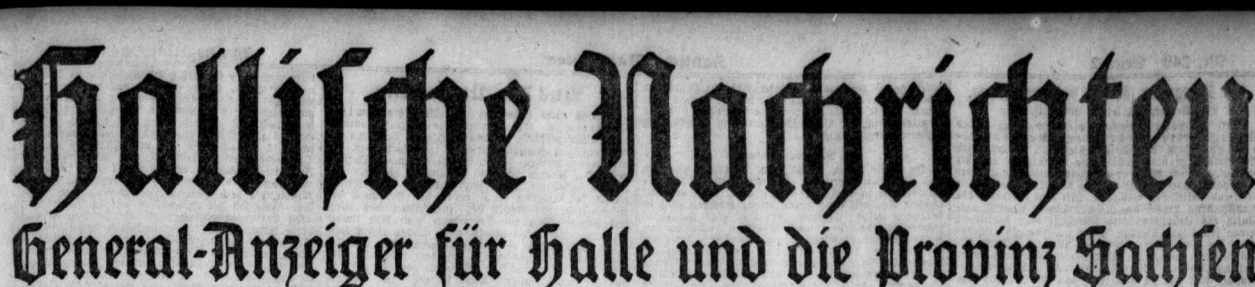 Hallische Nachrichten
General-Anzeiger für Halle und die Provinz Sachsen